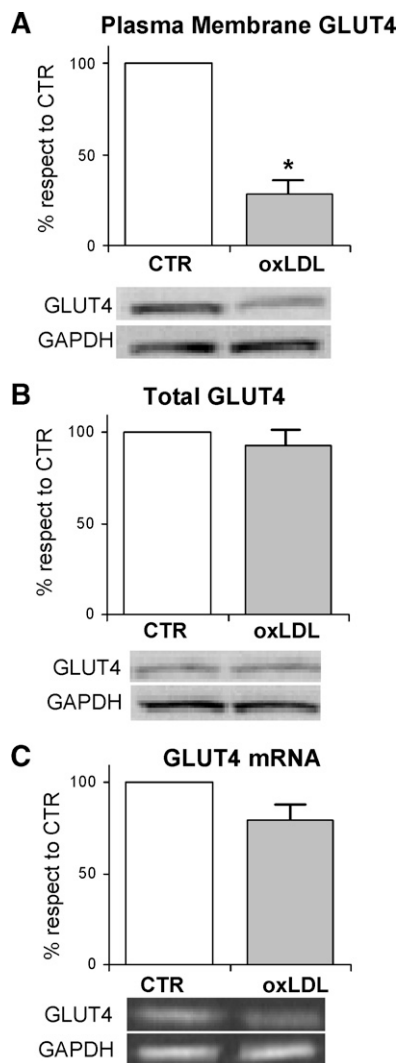 A Plasma Membrane GLUT4
% respect to CTR
100
50
0
CTR oxLDL
*
GLUT4
GAPDH
B Total GLUT4
% respect to CTR
100
50
0
CTR oxLDL
GLUT4
GAPDH
C GLUT4 mRNA
% respect to CTR
100
50
0
CTR oxLDL
GLUT4
GAPDH